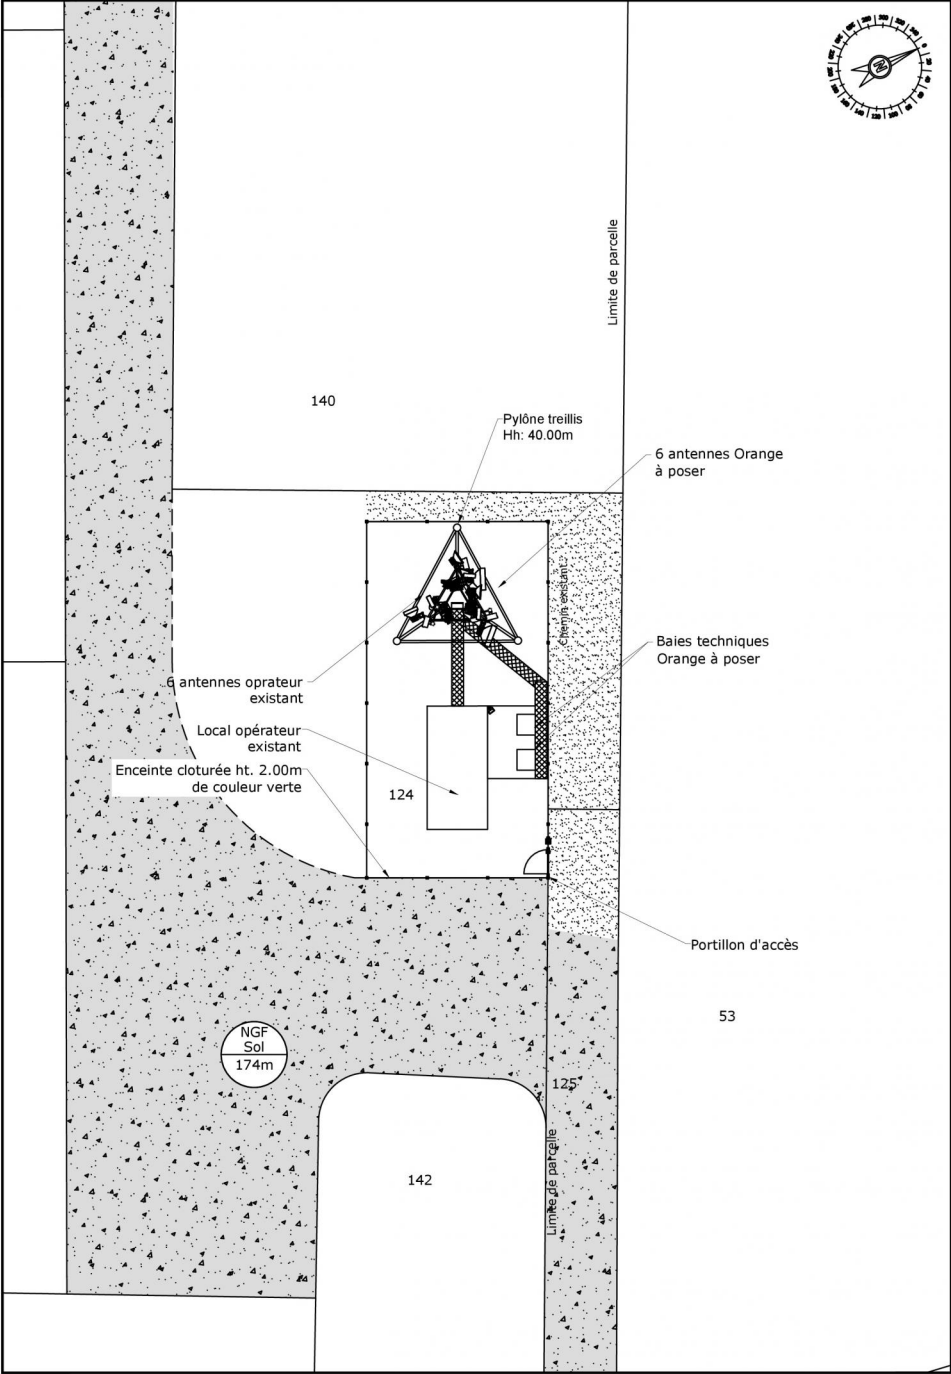 N
Limite de parcelle
140
Pylône treillis
Hh: 40.00m
6 antennes Orange
à poser
Chemin existant
Baies techniques
Orange à poser
6 antennes oprateur
existant
Local opérateur
existant
Enceinte cloturée ht. 2.00m
de couleur verte
124
Portillon d'accès
53
NGF
Sol
174m
125
142
Limite de parcelle